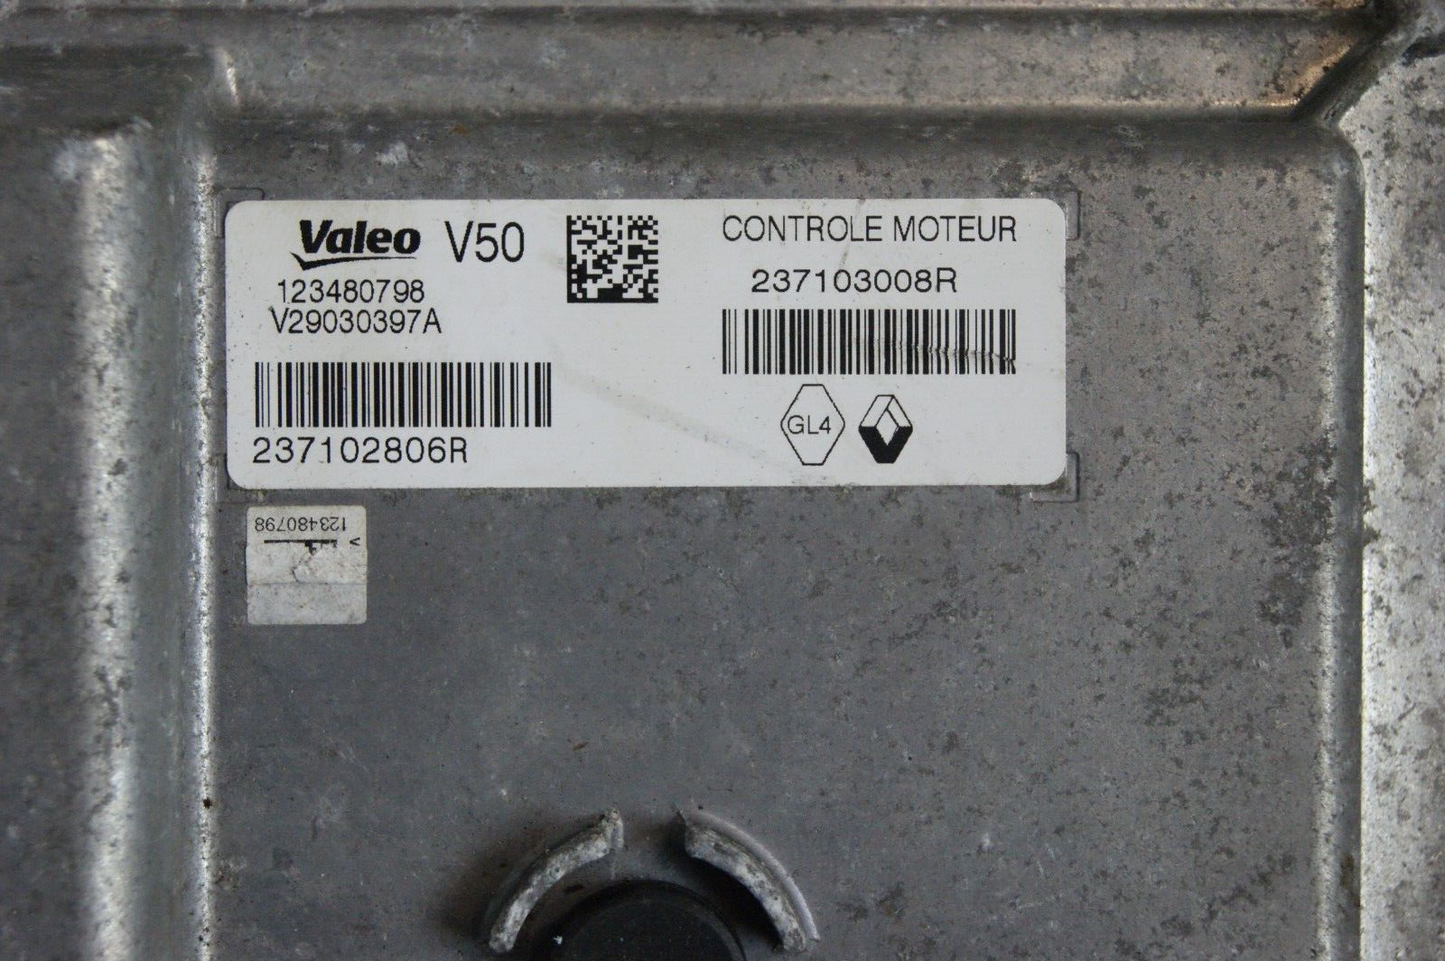 Valeo V50
123480798
V29030397A
237102806R
CONTROLE MOTEUR
237103008R
GL4
123480798